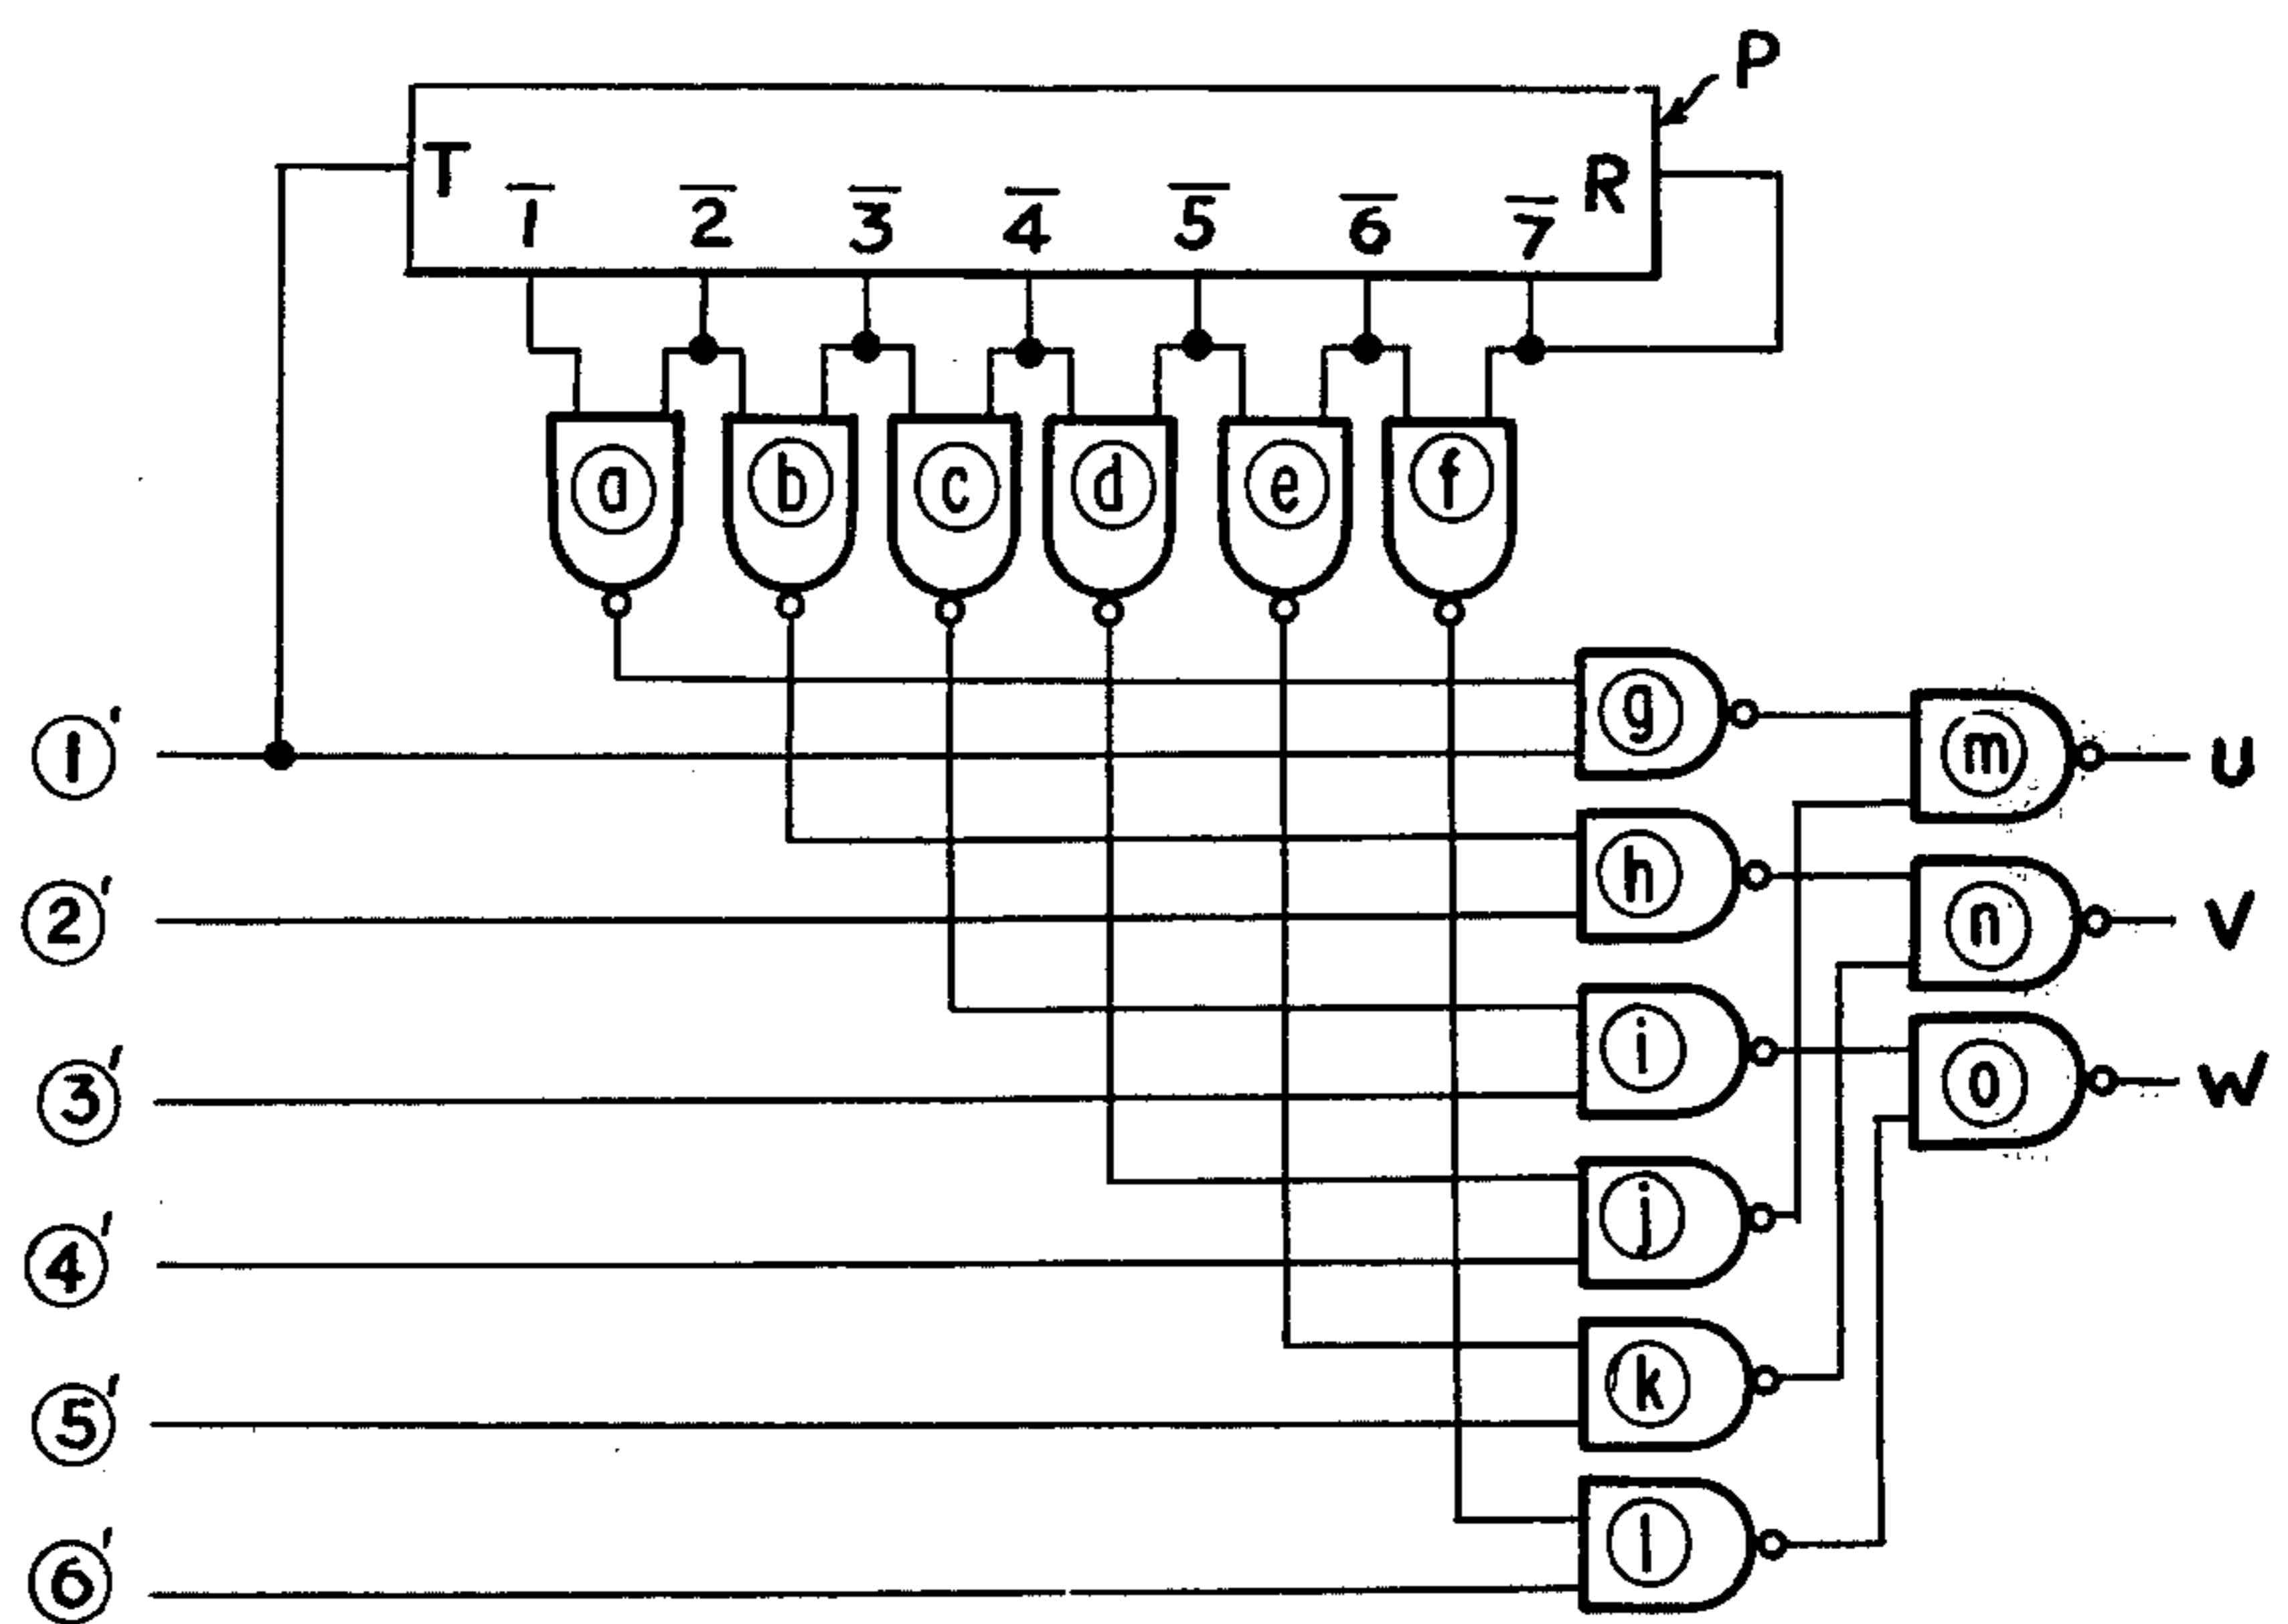 P
T 1̅ 2̅ 3̅ 4̅ 5̅ 6̅ 7̅ R
a b c d e f
g
①' m U
h
②' n V
i
③' o W
j
④'
k
⑤'
l
⑥'